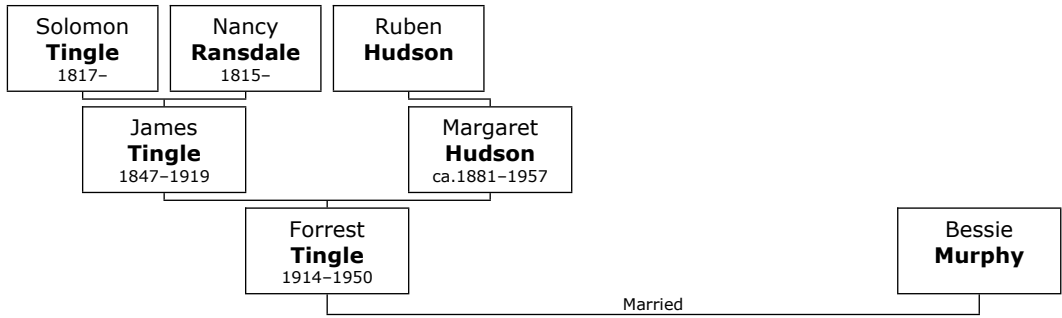 Solomon
Tingle
1817–
Nancy
Ransdale
1815–
Ruben
Hudson
James
Tingle
1847–1919
Margaret
Hudson
ca.1881–1957
Forrest
Tingle
1914–1950
Bessie
Murphy
Married